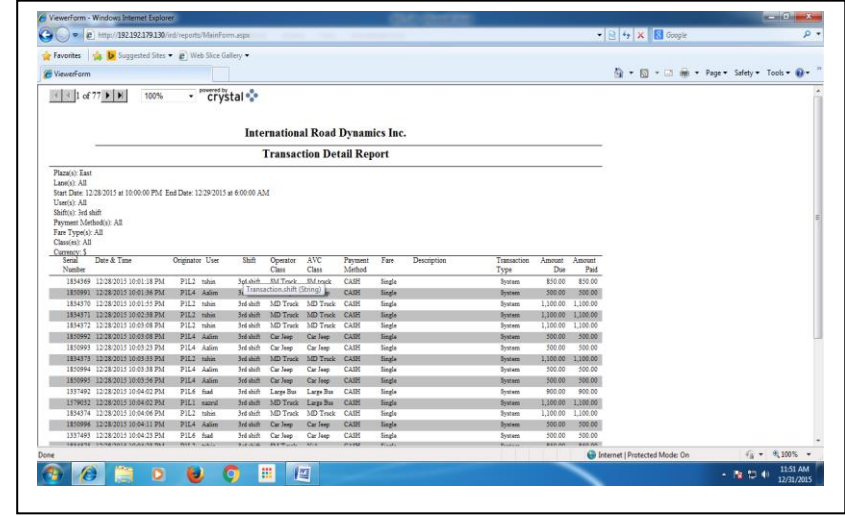 ViewerForm - Windows Internet Explorer
http://192.192.179.130/ird/reports/MainForm.aspx
Google
Favorites Suggested Sites Web Slice Gallery
ViewerForm
Page Safety Tools
1 of 77 100% powered by crystal
International Road Dynamics Inc.
Transaction Detail Report
Plaza(s): East
Lane(s): All
Start Date: 12/28/2015 at 10:00:00 PM End Date: 12/29/2015 at 6:00:00 AM
User(s): All
Shift(s): 3rd shift
Payment Method(s): All
Fare Type(s): All
Class(es): All
Currency: $
Serial Date & Time Originator User Shift Operator AVC Payment Fare Description Transaction Amount Amount
Number Class Class Method Type Due Paid
1834369 12/28/2015 10:01:18 PM P1L2 tuhin 3rd shift SM Truck SM truck CASH Single System 850.00 850.00
1850991 12/28/2015 10:01:36 PM P1L4 Aalim CASH Single System 500.00 500.00
Transaction.shift (String)
1834370 12/28/2015 10:01:55 PM P1L2 tuhin 3rd shift MD Truck MD Truck CASH Single System 1,100.00 1,100.00
1834371 12/28/2015 10:02:38 PM P1L2 tuhin 3rd shift MD Truck MD Truck CASH Single System 1,100.00 1,100.00
1834372 12/28/2015 10:03:08 PM P1L2 tuhin 3rd shift MD Truck MD Truck CASH Single System 1,100.00 1,100.00
1850992 12/28/2015 10:03:08 PM P1L4 Aalim 3rd shift Car Jeep Car Jeep CASH Single System 500.00 500.00
1850993 12/28/2015 10:03:23 PM P1L4 Aalim 3rd shift Car Jeep Car Jeep CASH Single System 500.00 500.00
1834373 12/28/2015 10:03:35 PM P1L2 tuhin 3rd shift MD Truck MD Truck CASH Single System 1,100.00 1,100.00
1850994 12/28/2015 10:03:38 PM P1L4 Aalim 3rd shift Car Jeep Car Jeep CASH Single System 500.00 500.00
1850995 12/28/2015 10:03:56 PM P1L4 Aalim 3rd shift Car Jeep Car Jeep CASH Single System 500.00 500.00
1337492 12/28/2015 10:04:02 PM P1L6 fuad 3rd shift Large Bus Large Bus CASH Single System 900.00 900.00
1579052 12/28/2015 10:04:02 PM P1L1 nazrul 3rd shift MD Truck Large Bus CASH Single System 1,100.00 1,100.00
1834374 12/28/2015 10:04:06 PM P1L2 tuhin 3rd shift MD Truck MD Truck CASH Single System 1,100.00 1,100.00
1850996 12/28/2015 10:04:11 PM P1L4 Aalim 3rd shift Car Jeep Car Jeep CASH Single System 500.00 500.00
1337493 12/28/2015 10:04:23 PM P1L6 fuad 3rd shift Car Jeep Car Jeep CASH Single System 500.00 500.00
Done Internet | Protected Mode: On 100%
11:51 AM
12/31/2015